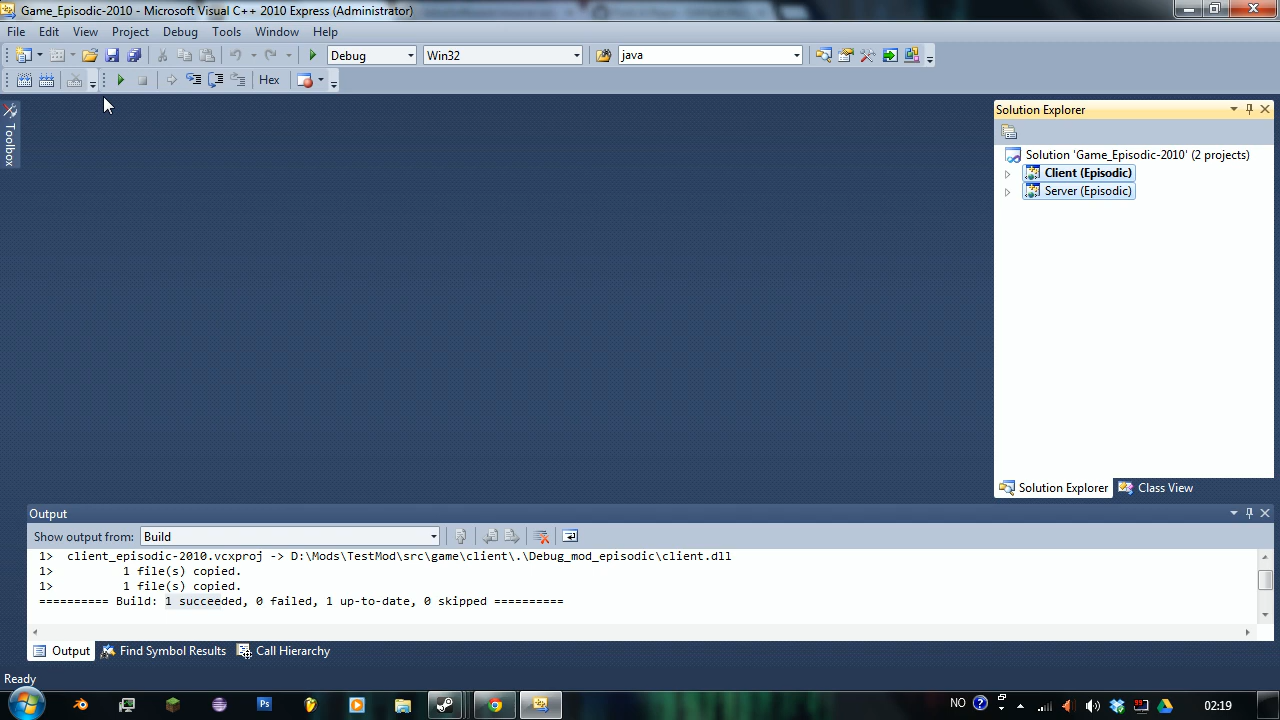 Game_Episodic-2010 - Microsoft Visual C++ 2010 Express (Administrator)
File Edit View Project Debug Tools Window Help
Debug Win32 java
Hex
Toolbox
Solution Explorer
Solution 'Game_Episodic-2010' (2 projects)
Client (Episodic)
Server (Episodic)
Solution Explorer Class View
Output
Show output from: Build
1> client_episodic-2010.vcxproj -> D:\Mods\TestMod\src\game\client\.\Debug_mod_episodic\client.dll
1> 1 file(s) copied.
1> 1 file(s) copied.
========== Build: 1 succeeded, 0 failed, 1 up-to-date, 0 skipped ==========
Output Find Symbol Results Call Hierarchy
Ready
Ps NO 02:19